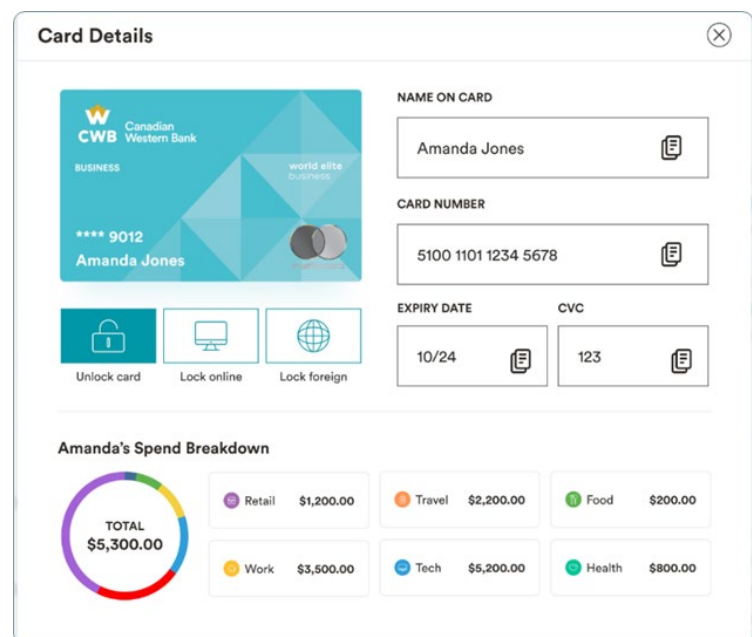 Card Details
CWB Canadian Western Bank
BUSINESS
world elite
business
**** 9012
Amanda Jones
Unlock card
Lock online
Lock foreign
NAME ON CARD
Amanda Jones
CARD NUMBER
5100 1101 1234 5678
EXPIRY DATE
CVC
10/24
123
Amanda’s Spend Breakdown
TOTAL
$5,300.00
Retail $1,200.00
Travel $2,200.00
Food $200.00
Work $3,500.00
Tech $5,200.00
Health $800.00